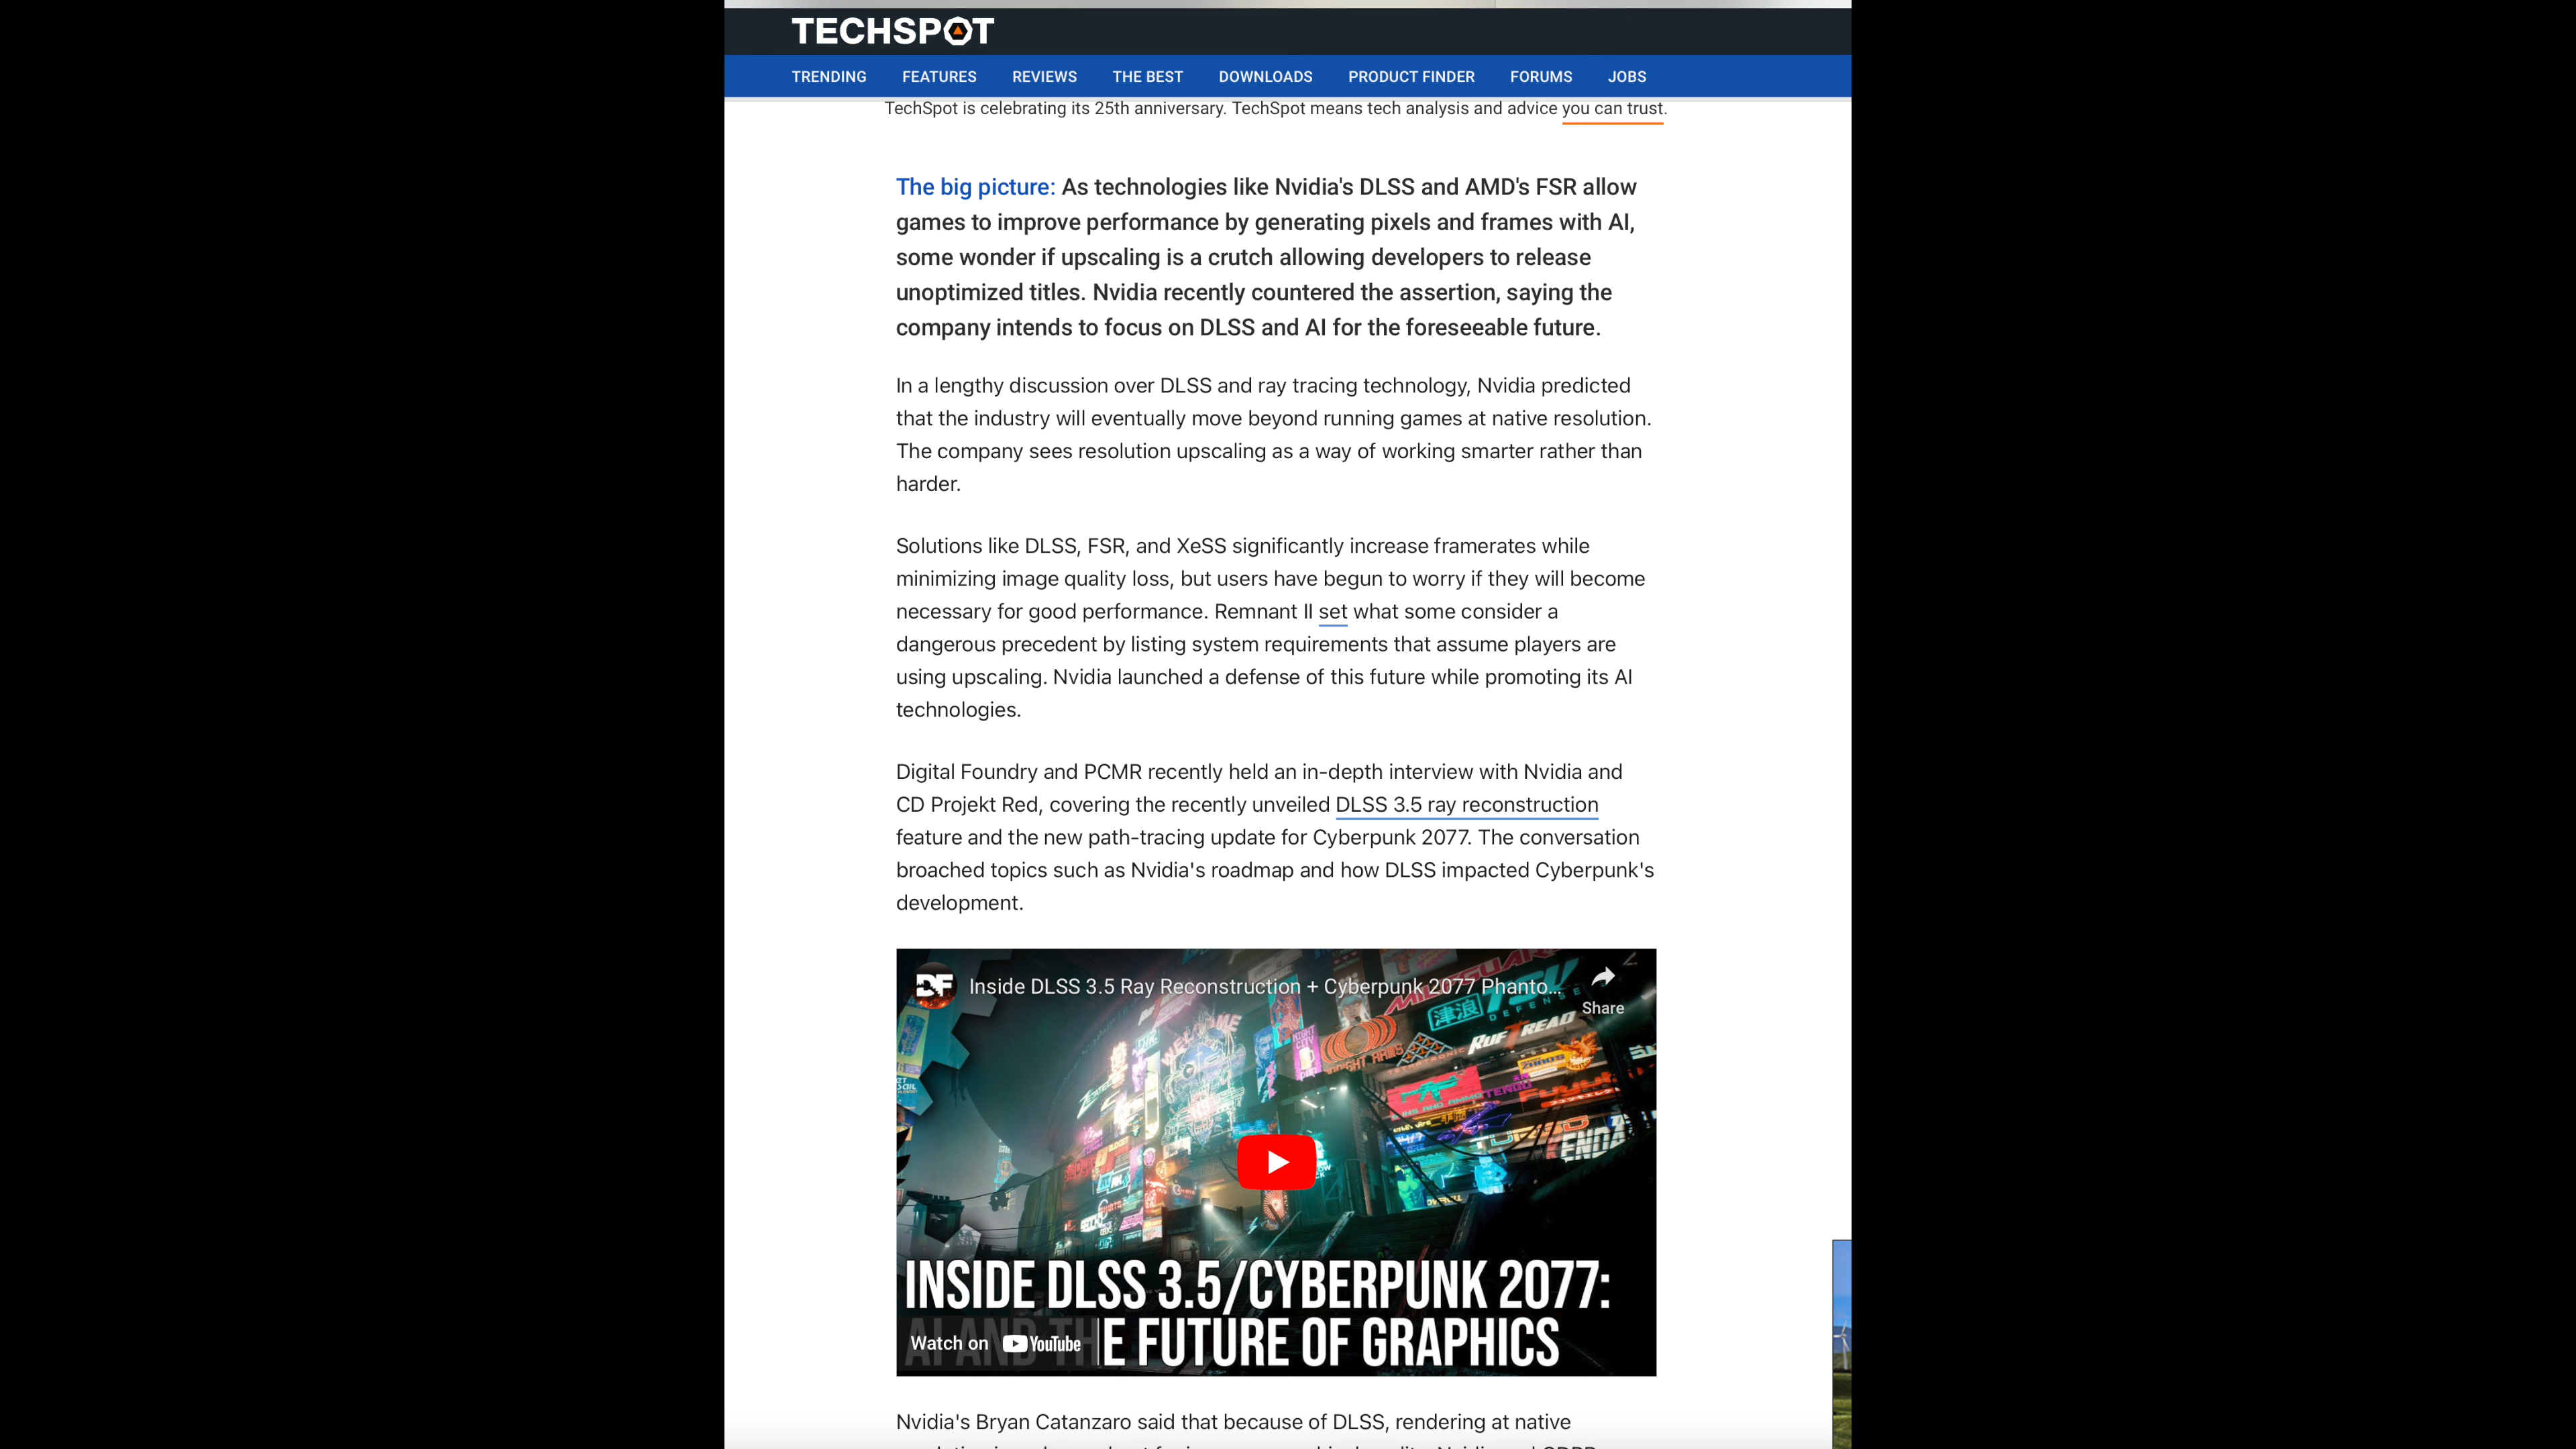 TECHSPOT
TRENDING FEATURES REVIEWS THE BEST DOWNLOADS PRODUCT FINDER FORUMS JOBS
TechSpot is celebrating its 25th anniversary. TechSpot means tech analysis and advice you can trust.
The big picture: As technologies like Nvidia's DLSS and AMD's FSR allow
games to improve performance by generating pixels and frames with AI,
some wonder if upscaling is a crutch allowing developers to release
unoptimized titles. Nvidia recently countered the assertion, saying the
company intends to focus on DLSS and AI for the foreseeable future.
In a lengthy discussion over DLSS and ray tracing technology, Nvidia predicted
that the industry will eventually move beyond running games at native resolution.
The company sees resolution upscaling as a way of working smarter rather than
harder.
Solutions like DLSS, FSR, and XeSS significantly increase framerates while
minimizing image quality loss, but users have begun to worry if they will become
necessary for good performance. Remnant II set what some consider a
dangerous precedent by listing system requirements that assume players are
using upscaling. Nvidia launched a defense of this future while promoting its AI
technologies.
Digital Foundry and PCMR recently held an in-depth interview with Nvidia and
CD Projekt Red, covering the recently unveiled DLSS 3.5 ray reconstruction
feature and the new path-tracing update for Cyberpunk 2077. The conversation
broached topics such as Nvidia's roadmap and how DLSS impacted Cyberpunk's
development.
DF Inside DLSS 3.5 Ray Reconstruction + Cyberpunk 2077 Phanto...
Share
津浪
DEFENSE
RUFTREAD
WELCOME
NIGHT CITY
INSIDE DLSS 3.5/CYBERPUNK 2077:
AI AND THE FUTURE OF GRAPHICS
Watch on YouTube
Nvidia's Bryan Catanzaro said that because of DLSS, rendering at native